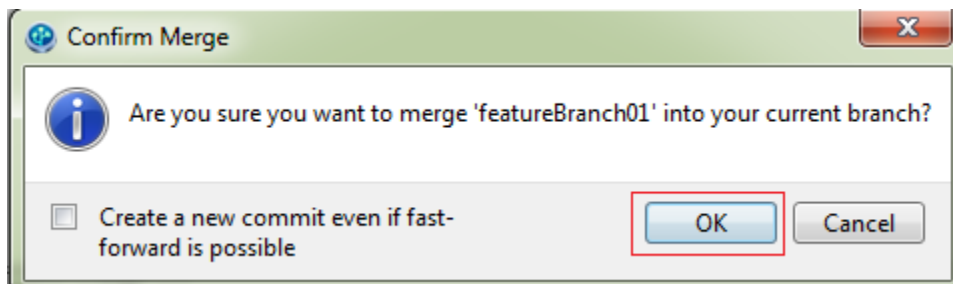 Confirm Merge
Are you sure you want to merge 'featureBranch01' into your current branch?
Create a new commit even if fast-
forward is possible
OK
Cancel